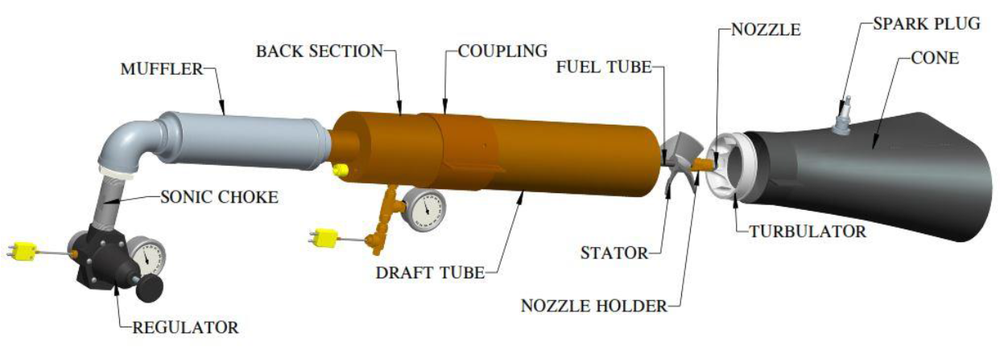 NOZZLE
SPARK PLUG
BACK SECTION
COUPLING
CONE
MUFFLER
FUEL TUBE
SONIC CHOKE
STATOR
TURBULATOR
DRAFT TUBE
NOZZLE HOLDER
REGULATOR